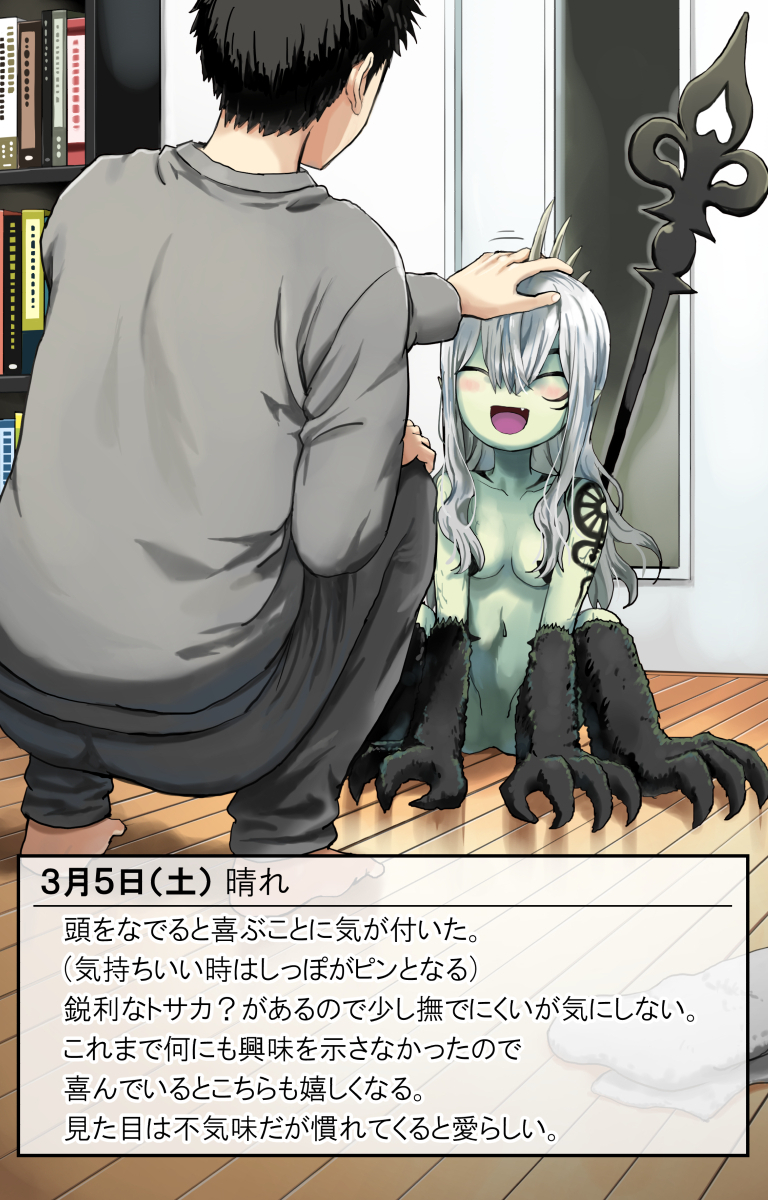 3月5日(土) 晴れ
頭をなでると喜ぶことに気が付いた。
(気持ちいい時はしっぽがピンとなる)
鋭利なトサカ？があるので少し撫でにくいが気にしない。
これまで何にも興味を示さなかったので
喜んでいるとこちらも嬉しくなる。
見た目は不気味だが慣れてくると愛らしい。